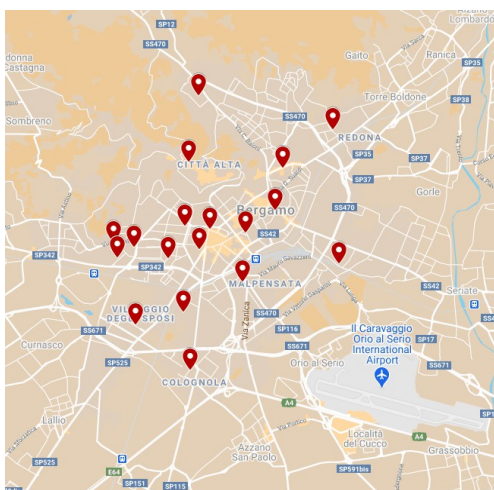 SP12
Alzano
Lombardo
SS470
Gaito
Ranica
donna
Castagna
SP35
Torre Boldone
SP38
Sombreno
SS470
REDONA
CITTÀ ALTA
SP35
SP37
SP37
Gorle
SS470
Bergamo
SS42
SP342
SP342
MALPENSATA
SS42
Seriate
VILLAGGIO
DEGLI SPOSI
Via Zanica
SS470
SS671
SP116
Il Caravaggio
Orio al Serio
International
Airport
SP17
Curnasco
SS671
SP525
Orio al Serio
SS671
COLOGNOLA
A4
A4
Lallio
Località
del Cucco
Azzano
San Paolo
Grassobbio
SP525
E64
SP591bis
SP151
SP115